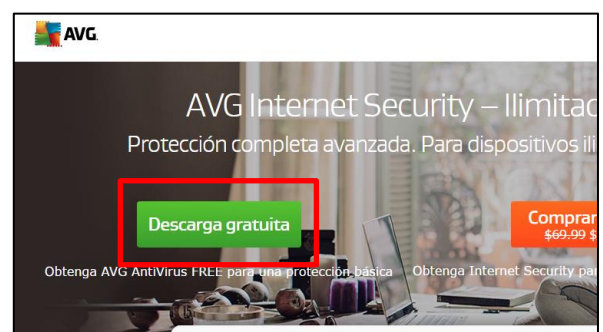 AVG
AVG Internet Security – Ilimitad
Protección completa avanzada. Para dispositivos ili
Descarga gratuita
Comprar
$69.99 $
Obtenga AVG AntiVirus FREE para una protección básica
Obtenga Internet Security pa